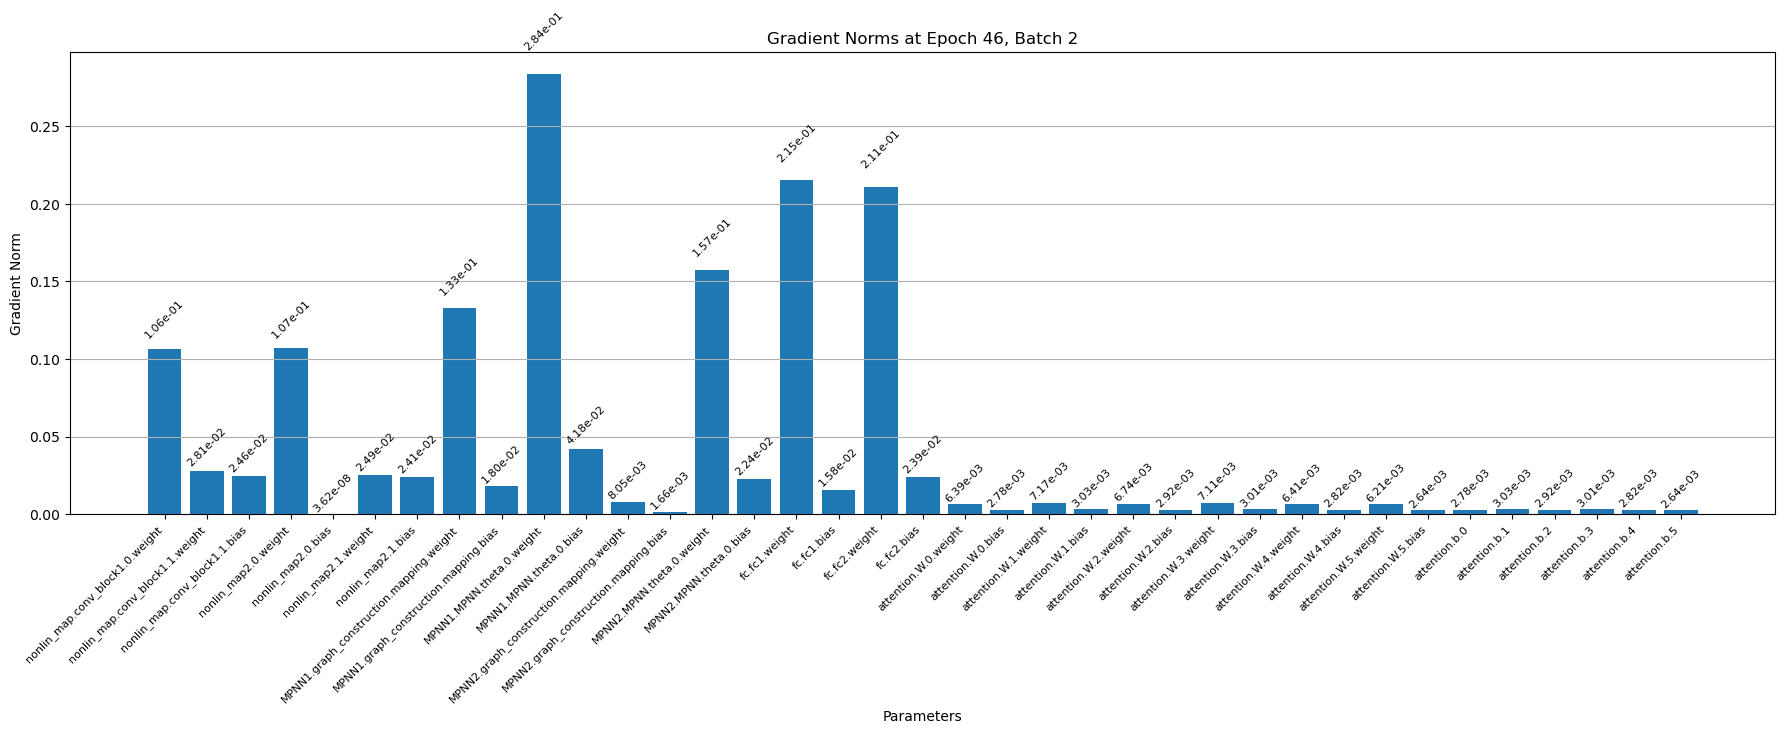 Gradient Norms at Epoch 46, Batch 2
Gradient Norm
0.25
0.20
0.15
0.10
0.05
0.00
1.06e-01
2.81e-02
2.46e-02
1.07e-01
3.62e-08
2.49e-02
2.41e-02
1.33e-01
1.80e-02
2.84e-01
4.18e-02
8.05e-03
1.66e-03
1.57e-01
2.24e-02
2.15e-01
1.58e-02
2.11e-01
2.39e-02
6.39e-03
2.78e-03
7.17e-03
3.03e-03
6.74e-03
2.92e-03
7.11e-03
3.01e-03
6.41e-03
2.82e-03
6.21e-03
2.64e-03
2.78e-03
3.03e-03
2.92e-03
3.01e-03
2.82e-03
2.64e-03
nonlin_map.conv_block1.0.weight
nonlin_map.conv_block1.1.weight
nonlin_map.conv_block1.1.bias
nonlin_map2.0.weight
nonlin_map2.0.bias
nonlin_map2.1.weight
nonlin_map2.1.bias
MPNN1.graph_construction.mapping.weight
MPNN1.graph_construction.mapping.bias
MPNN1.MPNN.theta.0.weight
MPNN1.MPNN.theta.0.bias
MPNN2.graph_construction.mapping.weight
MPNN2.graph_construction.mapping.bias
MPNN2.MPNN.theta.0.weight
MPNN2.MPNN.theta.0.bias
fc.fc1.weight
fc.fc1.bias
fc.fc2.weight
fc.fc2.bias
attention.W.0.weight
attention.W.0.bias
attention.W.1.weight
attention.W.1.bias
attention.W.2.weight
attention.W.2.bias
attention.W.3.weight
attention.W.3.bias
attention.W.4.weight
attention.W.4.bias
attention.W.5.weight
attention.W.5.bias
attention.b.0
attention.b.1
attention.b.2
attention.b.3
attention.b.4
attention.b.5
Parameters